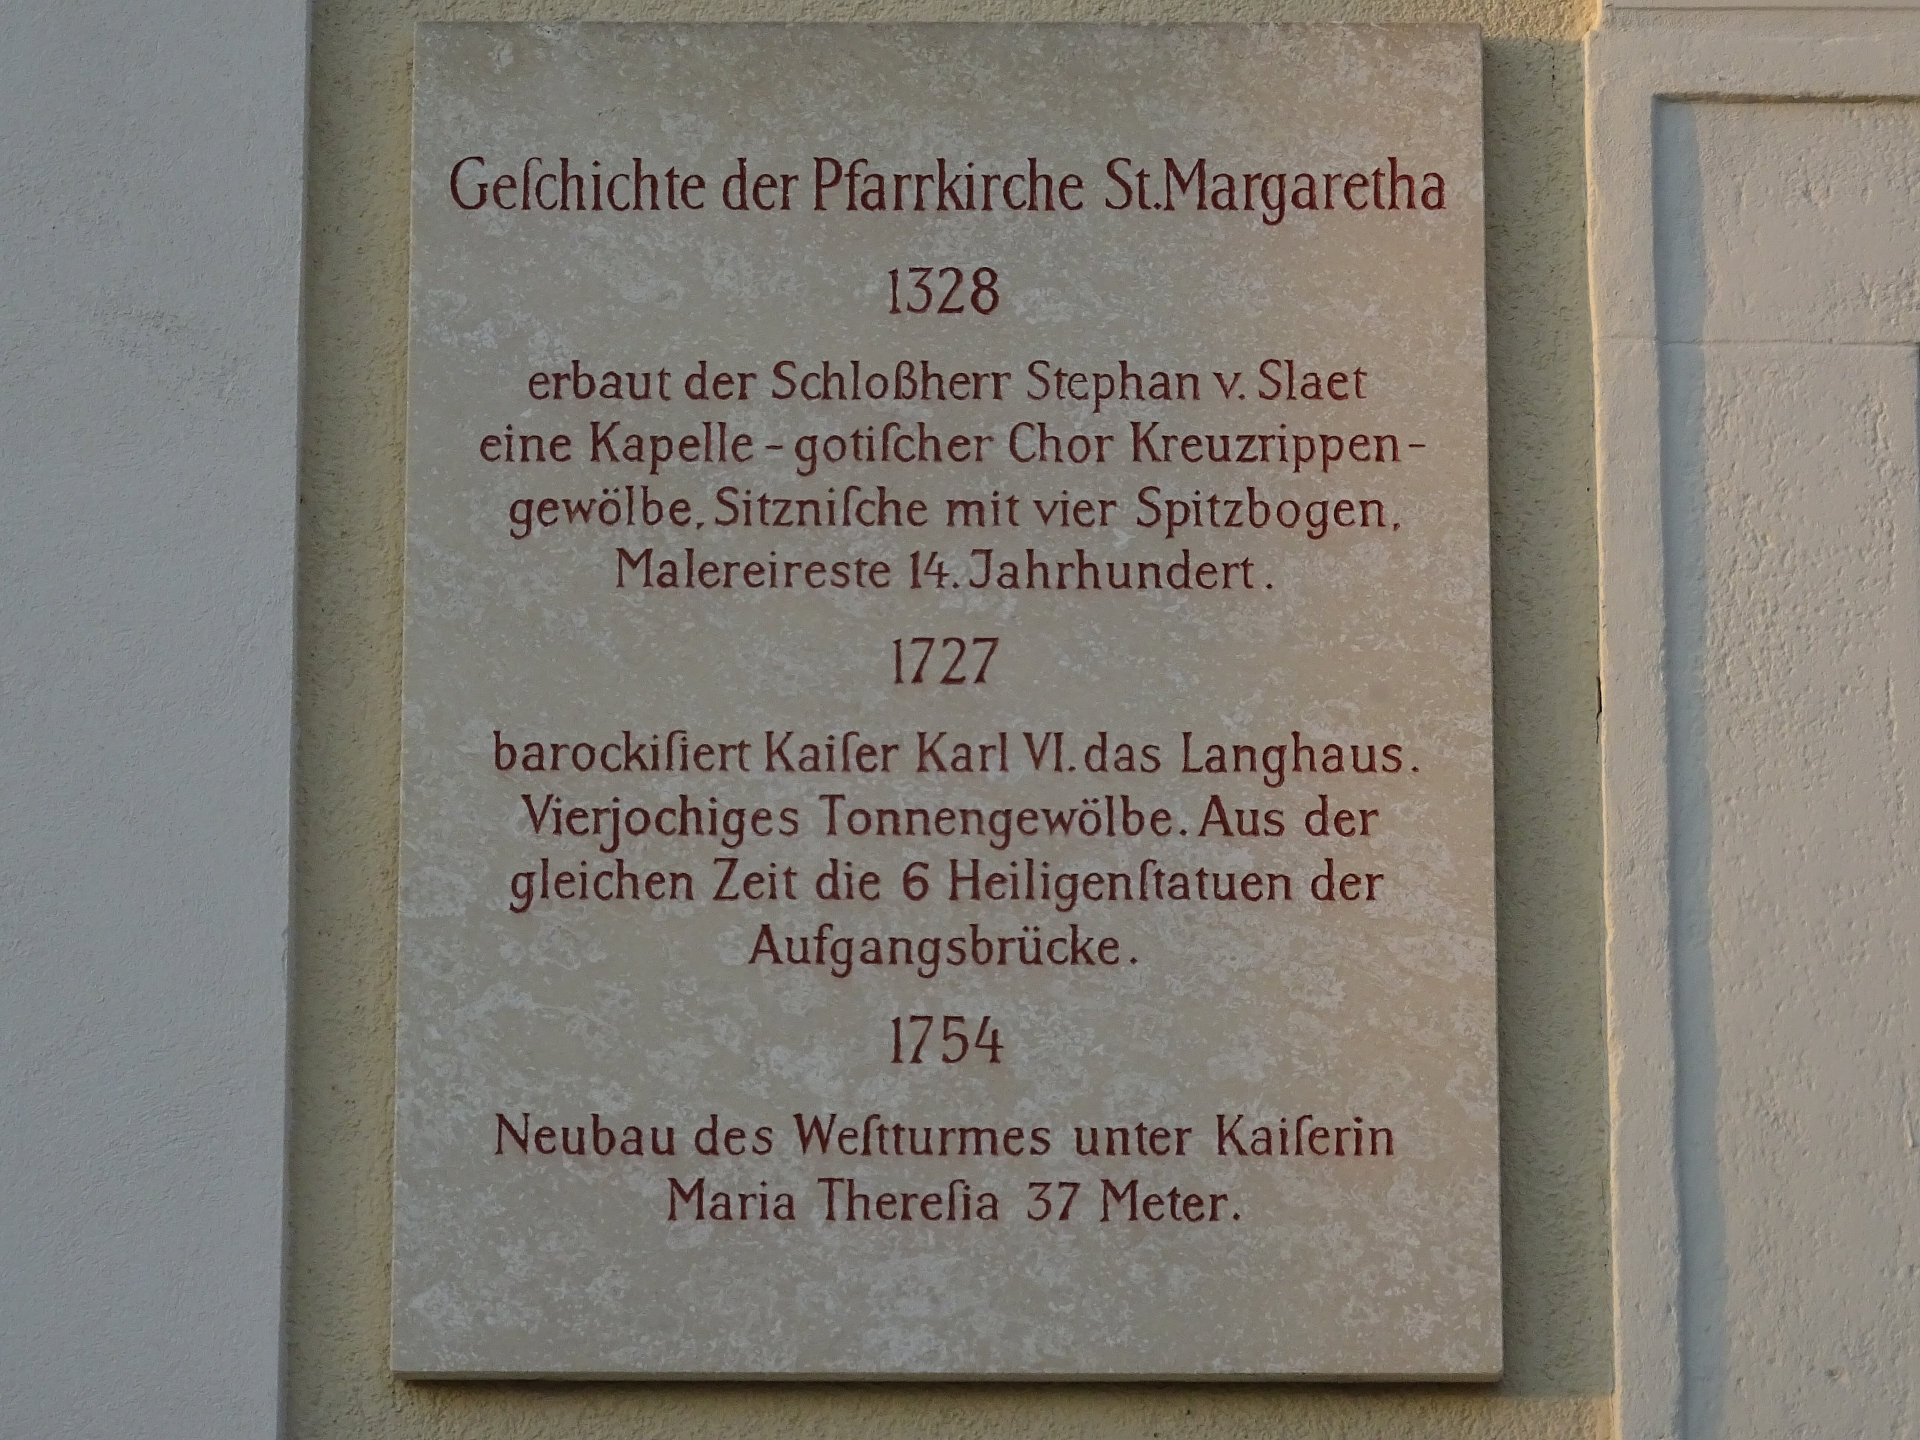 Geſchichte der Pfarrkirche St. Margaretha
1328
erbaut der Schloßherr Stephan v. Slaet
eine Kapelle - gotiſcher Chor Kreuzrippen-
gewölbe, Sitzniſche mit vier Spitzbogen,
Malereireste 14. Jahrhundert.
1727
barockiſiert Kaiſer Karl VI. das Langhaus.
Vierjochiges Tonnengewölbe. Aus der
gleichen Zeit die 6 Heiligenſtatuen der
Aufgangsbrücke.
1754
Neubau des Weſtturmes unter Kaiſerin
Maria Thereſia 37 Meter.